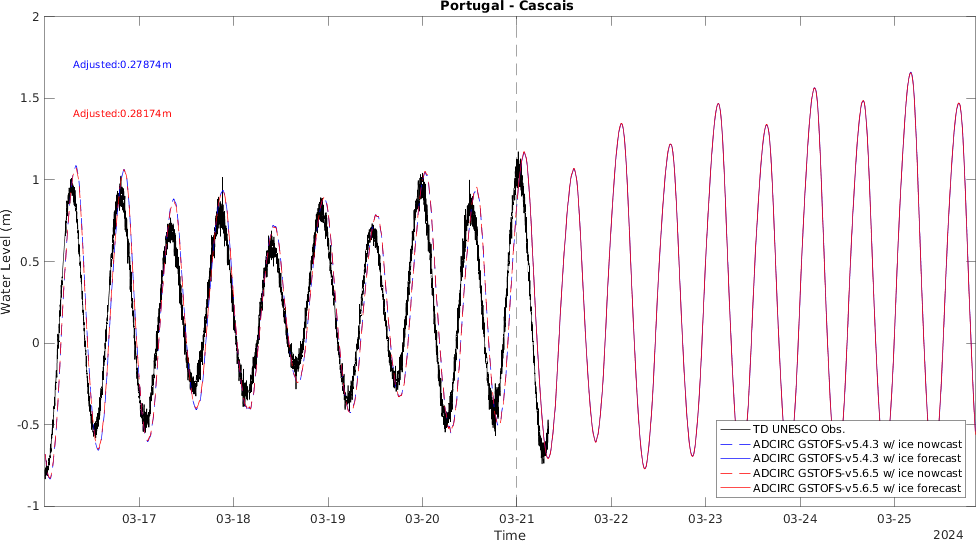 Portugal - Cascais
2
1.5
1
0.5
0
-0.5
-1
Water Level (m)
Adjusted:0.27874m
Adjusted:0.28174m
TD UNESCO Obs.
ADCIRC GSTOFS-v5.4.3 w/ ice nowcast
ADCIRC GSTOFS-v5.4.3 w/ ice forecast
ADCIRC GSTOFS-v5.6.5 w/ ice nowcast
ADCIRC GSTOFS-v5.6.5 w/ ice forecast
03-17 03-18 03-19 03-20 03-21 03-22 03-23 03-24 03-25
Time
2024